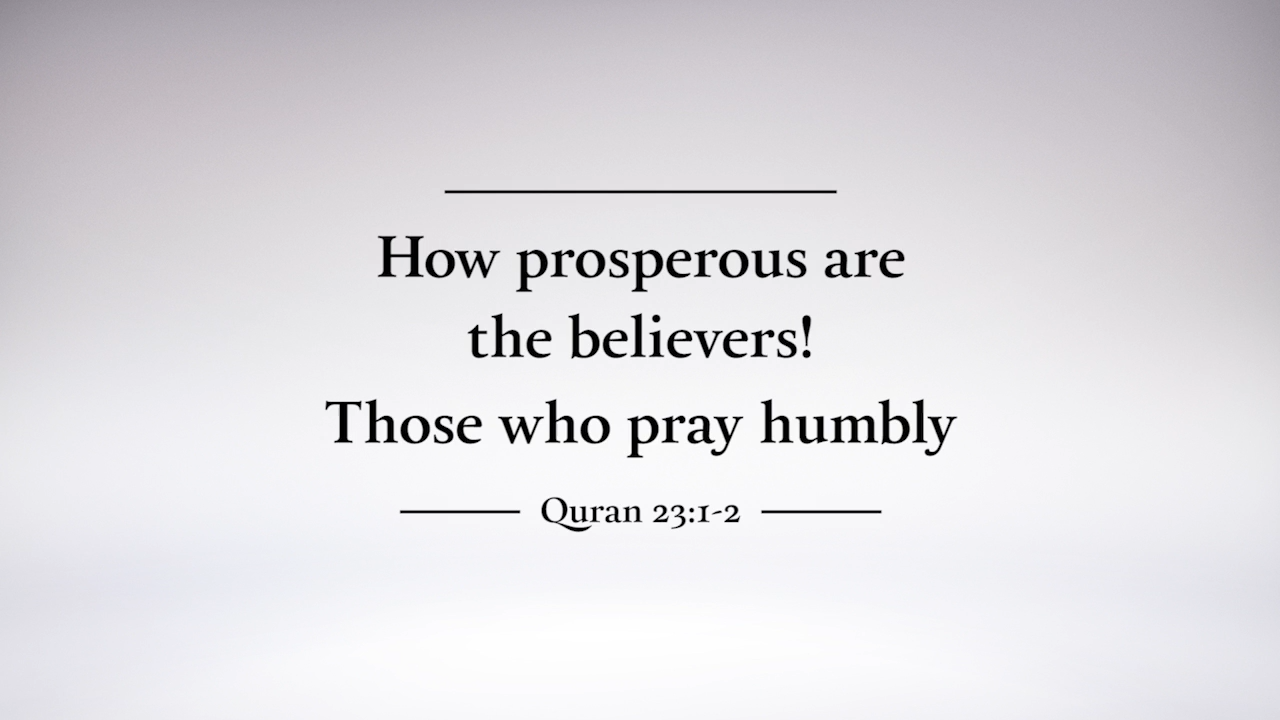 How prosperous are
the believers!
Those who pray humbly
Quran 23:1-2